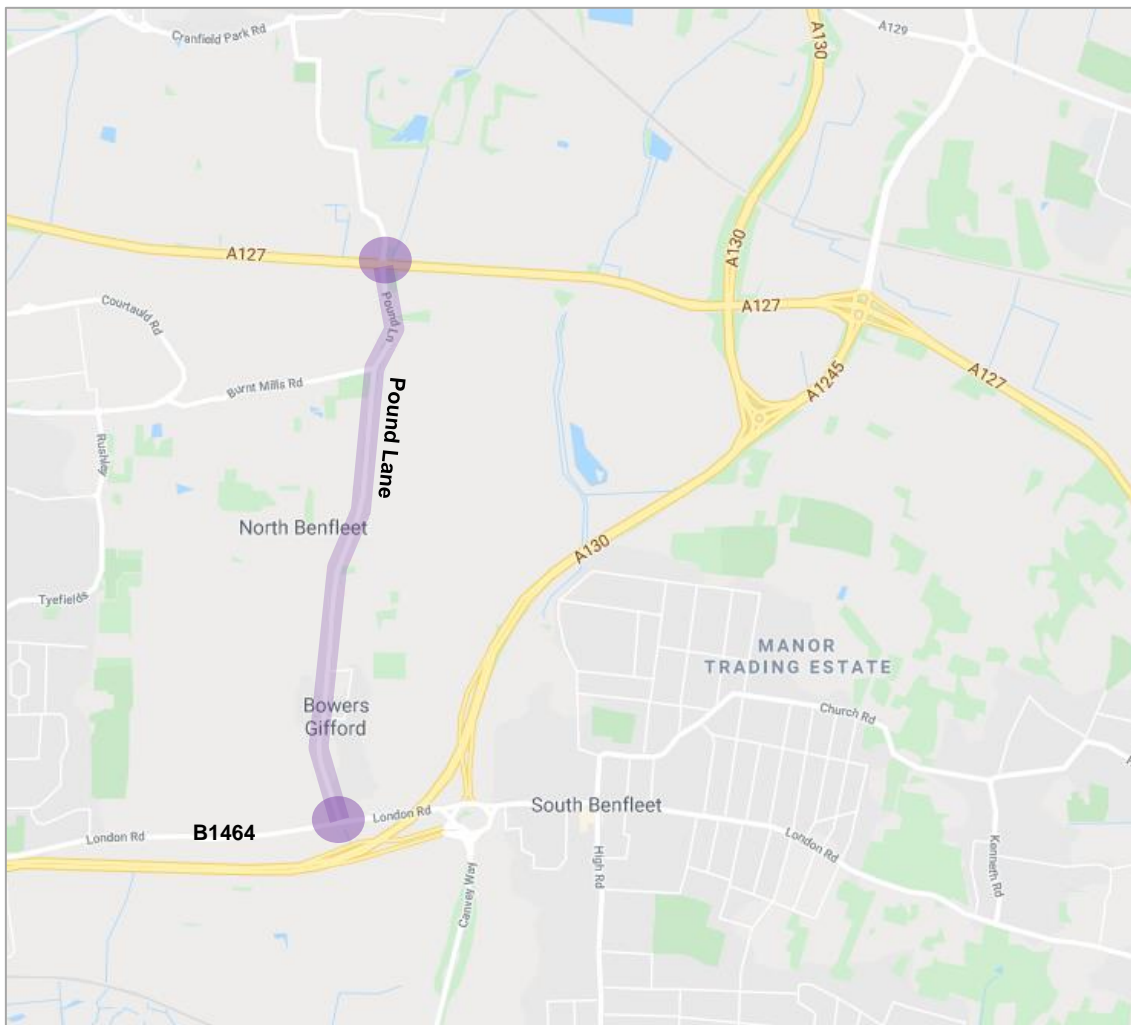 Cranfield Park Rd
A130
A129
A127
A130
Pound Ln
Courtauld Rd
A127
A1245
A127
Burnt Mills Rd
Pound Lane
Rushley
North Benfleet
A130
Tyefields
MANOR
TRADING ESTATE
Bowers
Gifford
Church Rd
London Rd
South Benfleet
London Rd
B1464
London Rd
High Rd
Kenneth Rd
Canvey Way